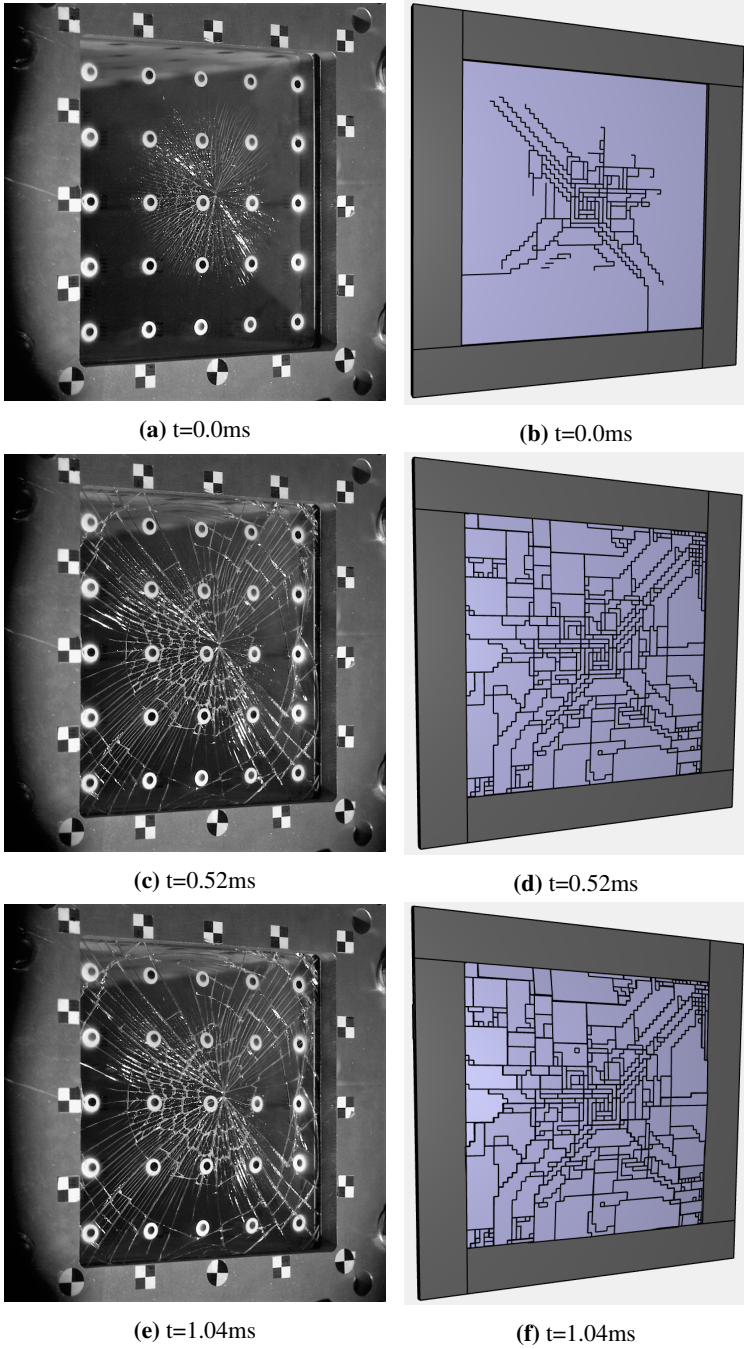 (a) t=0.0ms
(b) t=0.0ms
(c) t=0.52ms
(d) t=0.52ms
(e) t=1.04ms
(f) t=1.04ms